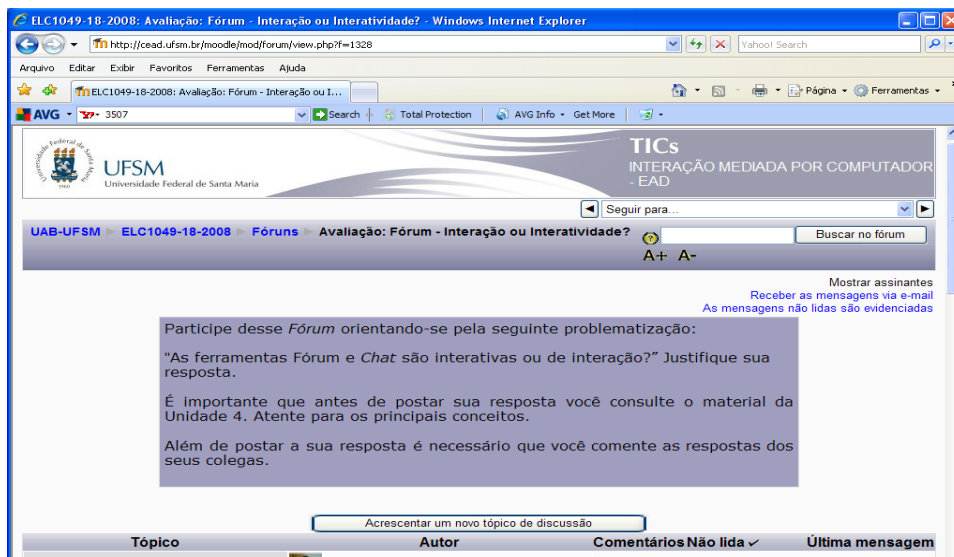 ELC1049-18-2008: Avaliação: Fórum - Interação ou Interatividade? - Windows Internet Explorer
http://cead.ufsm.br/moodle/mod/forum/view.php?f=1328
Yahoo! Search
Arquivo Editar Exibir Favoritos Ferramentas Ajuda
ELC1049-18-2008: Avaliação: Fórum - Interação ou I...
Página Ferramentas
AVG 3507 Search Total Protection AVG Info Get More
UFSM
Universidade Federal de Santa Maria
1960
TICs
INTERAÇÃO MEDIADA POR COMPUTADOR
- EAD
Seguir para...
UAB-UFSM ELC1049-18-2008 Fóruns Avaliação: Fórum - Interação ou Interatividade?
Buscar no fórum
A+ A-
Mostrar assinantes
Receber as mensagens via e-mail
As mensagens não lidas são evidenciadas
Participe desse Fórum orientando-se pela seguinte problematização:
"As ferramentas Fórum e Chat são interativas ou de interação?” Justifique sua
resposta.
É importante que antes de postar sua resposta você consulte o material da
Unidade 4. Atente para os principais conceitos.
Além de postar a sua resposta é necessário que você comente as respostas dos
seus colegas.
Acrescentar um novo tópico de discussão
Tópico Autor Comentários Não lida ✓ Última mensagem